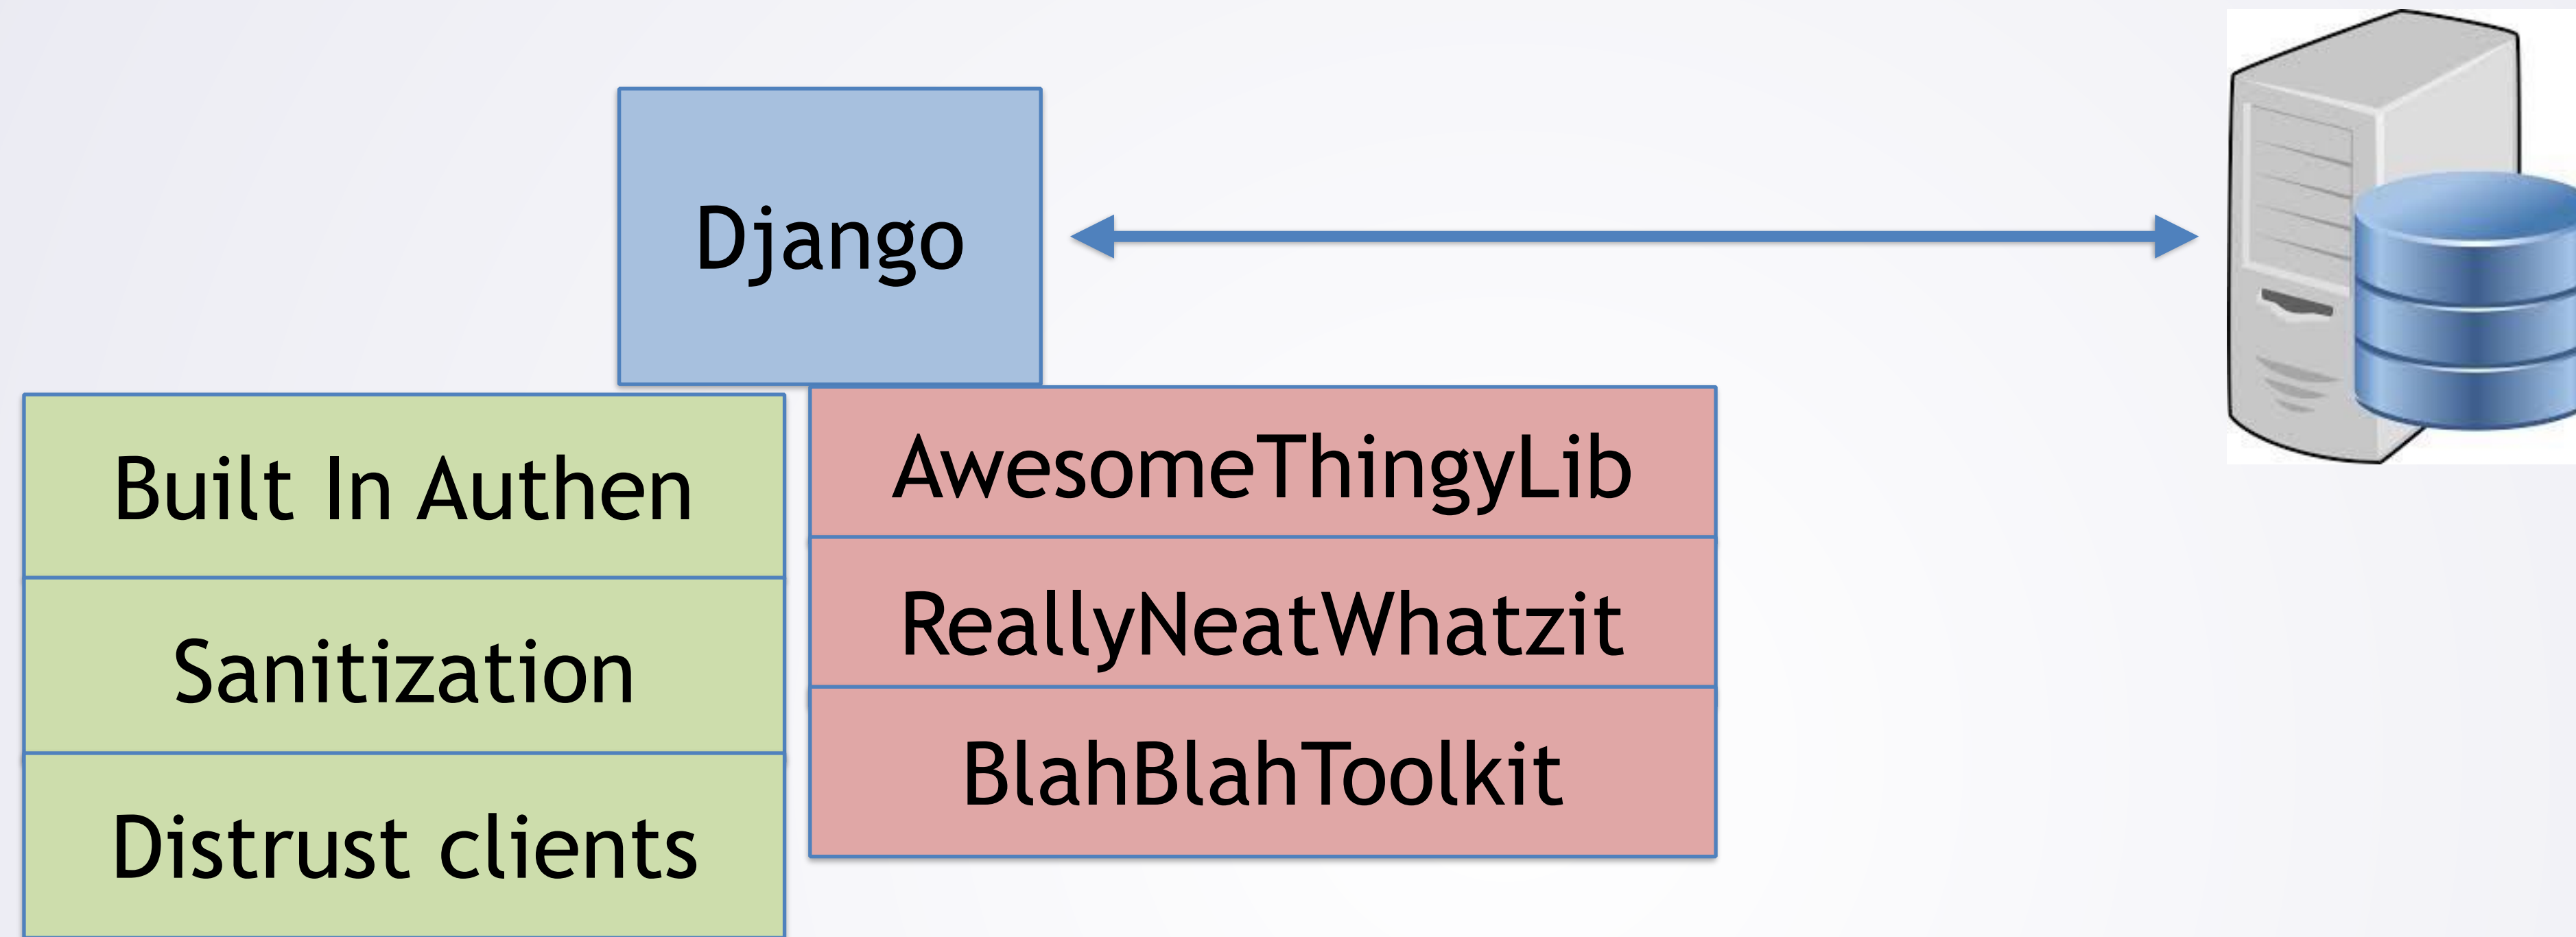 Django
Built In Authen
Sanitization
Distrust clients
AwesomeThingyLib
ReallyNeatWhatzit
BlahBlahToolkit